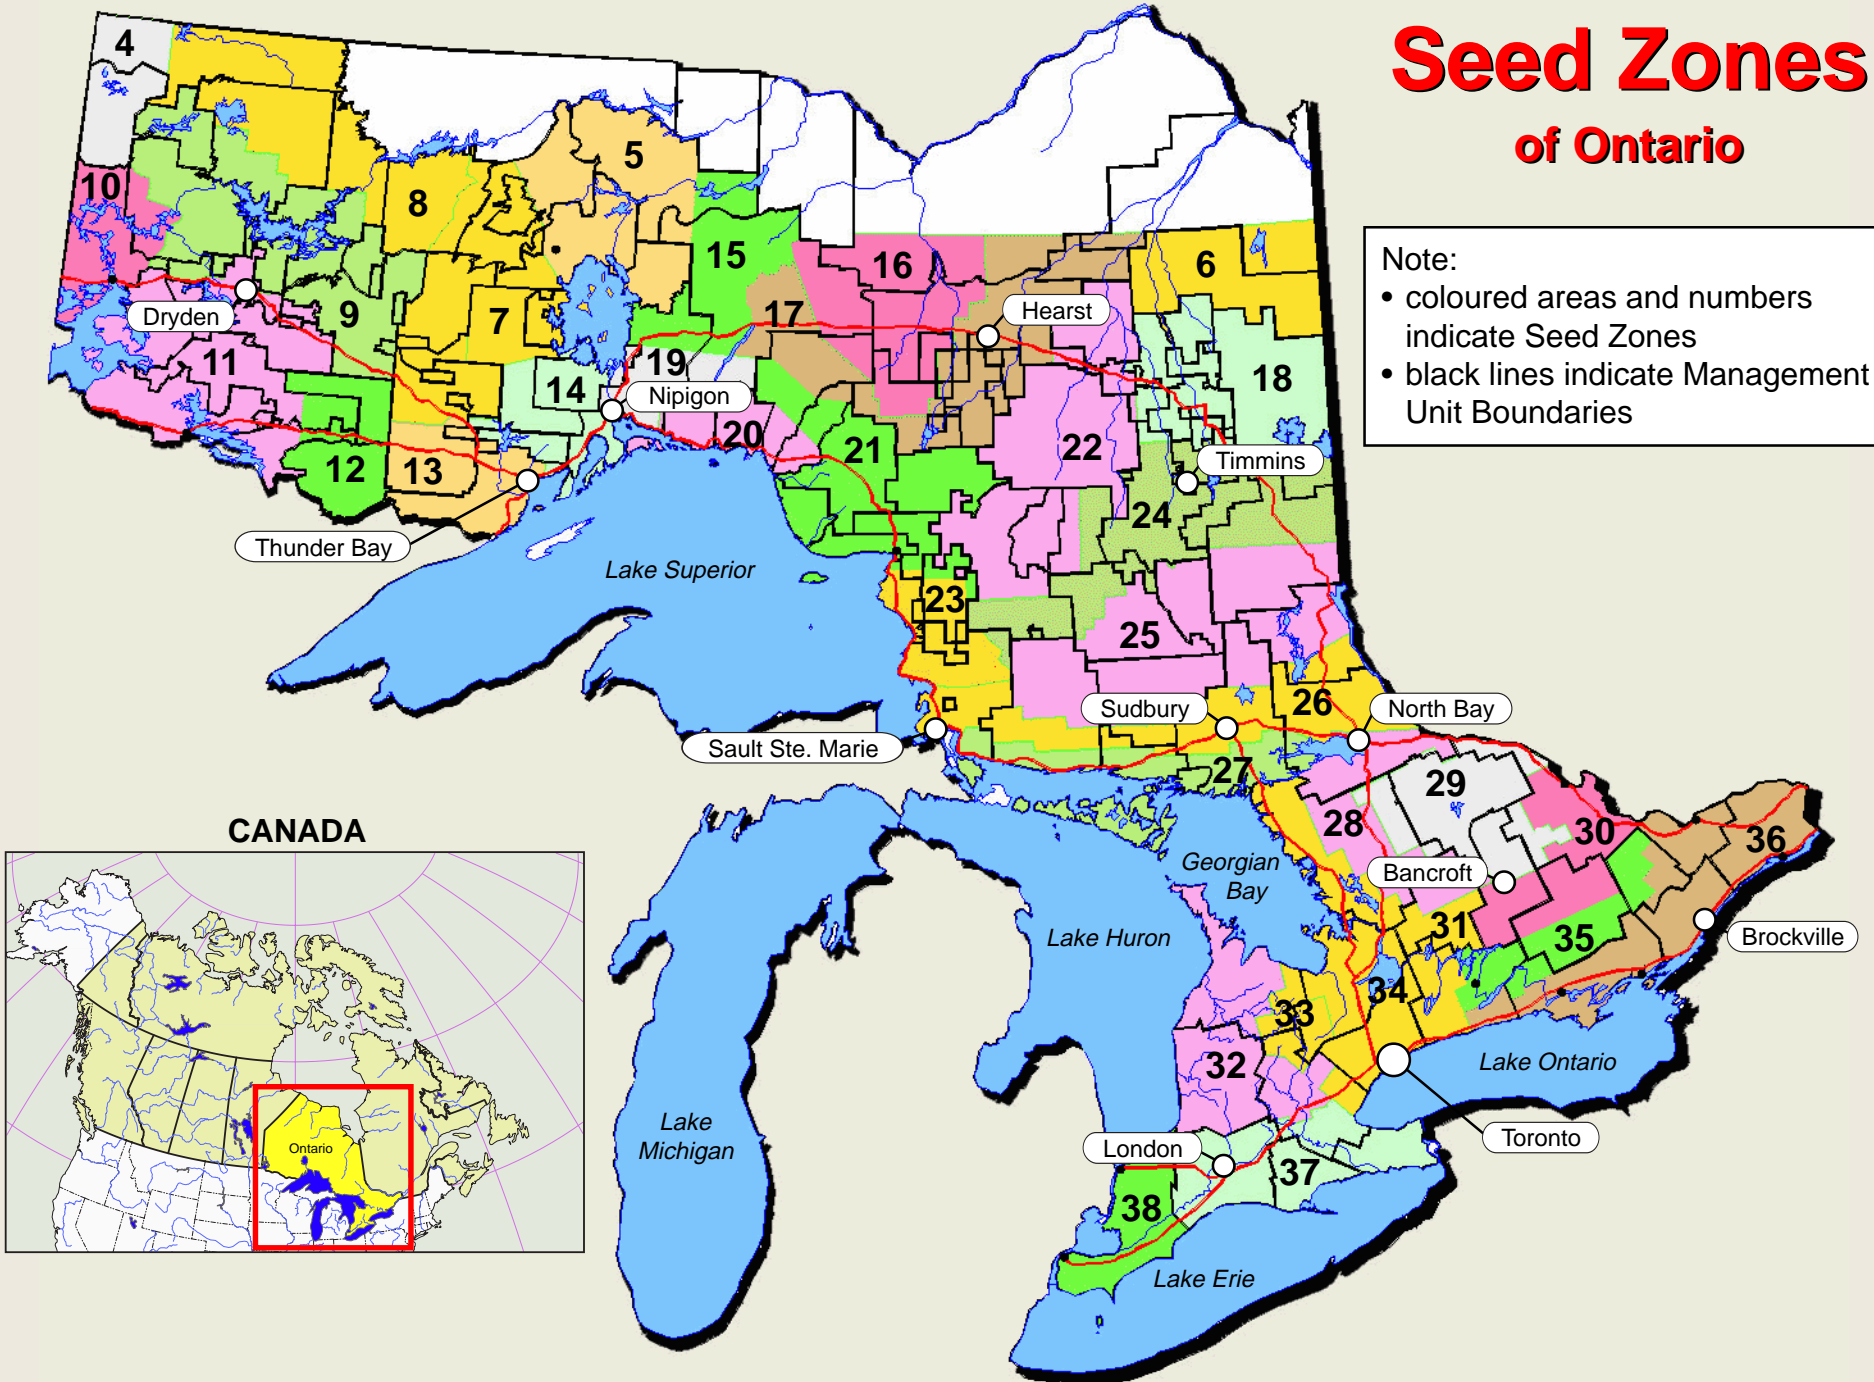 Seed Zones
of Ontario
Note:
• coloured areas and numbers
indicate Seed Zones
• black lines indicate Management
Unit Boundaries
4
5
10
8
15
16
6
Dryden
9
7
17
Hearst
11
14
19
Nipigon
18
20
21
22
12
13
Timmins
24
Thunder Bay
Lake Superior
23
25
26
Sudbury
North Bay
Sault Ste. Marie
27
29
28
30
36
CANADA
Georgian
Bay
Bancroft
31
35
Brockville
Lake Huron
34
33
32
Lake Ontario
Lake
Michigan
Toronto
London
37
38
Lake Erie
Ontario